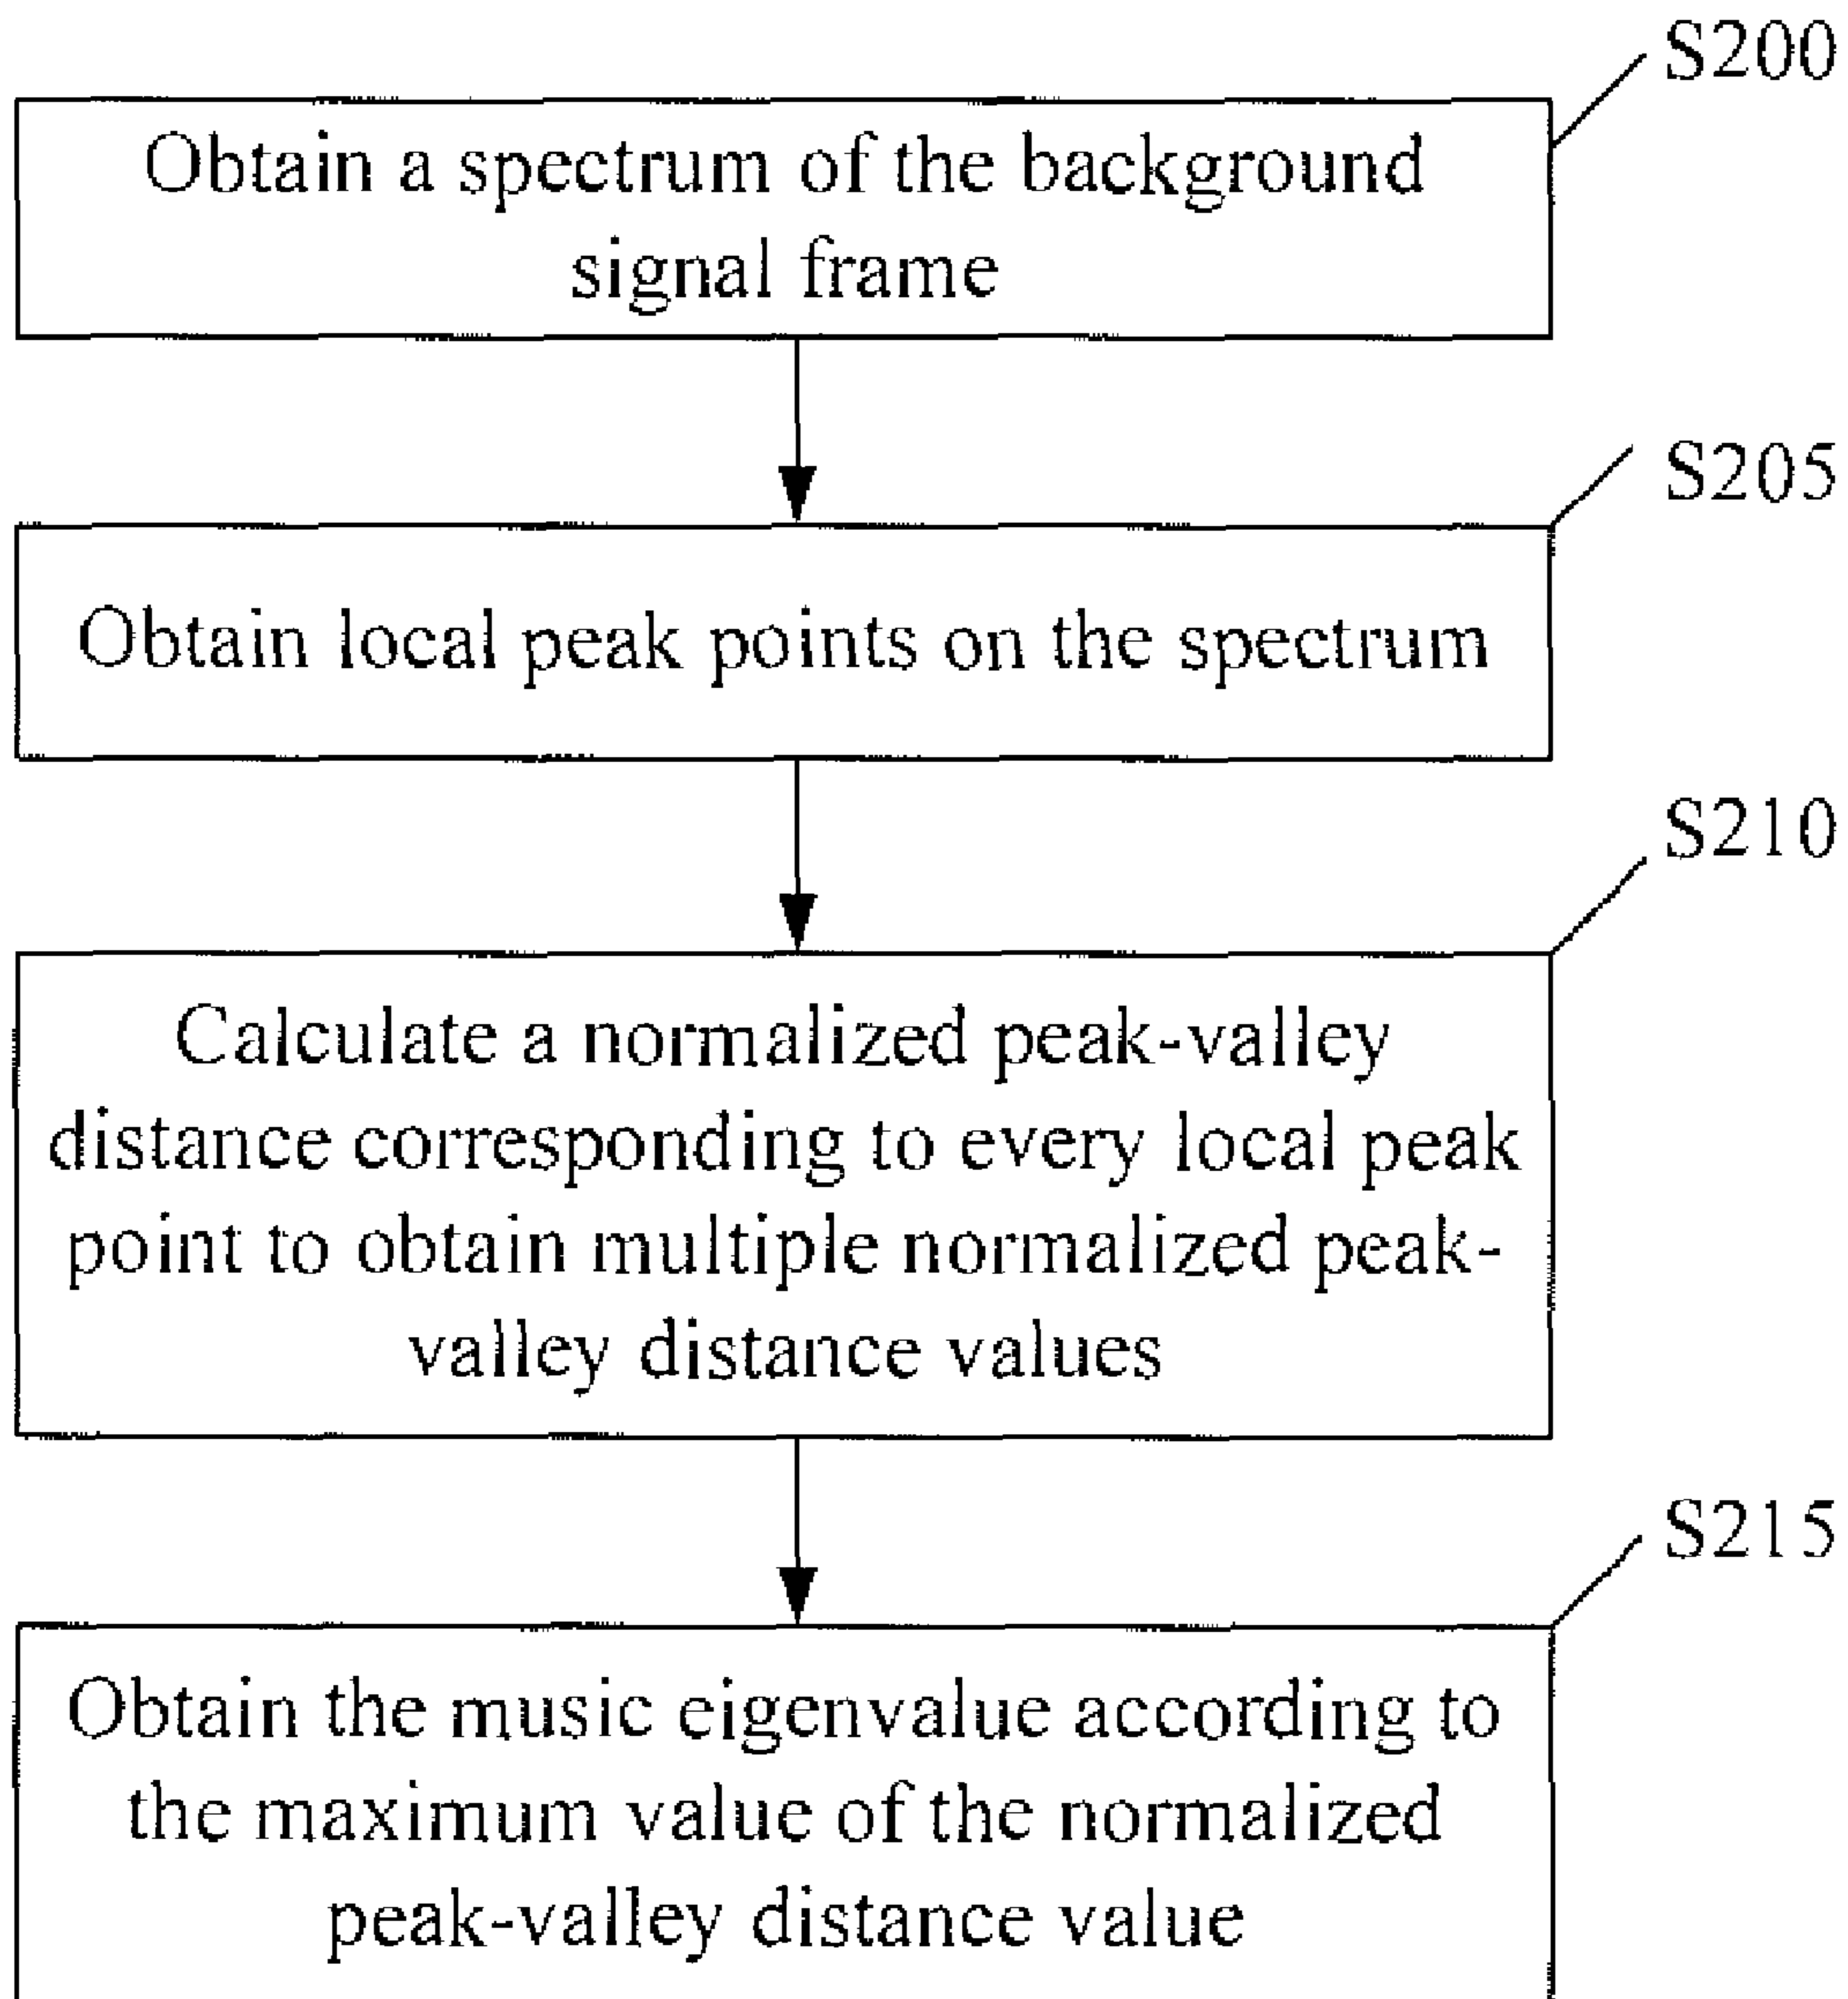 S200
Obtain a spectrum of the background
signal frame
S205
Obtain local peak points on the spectrum
S210
Calculate a normalized peak-valley
distance corresponding to every local peak
point to obtain multiple normalized peak-
valley distance values
S215
Obtain the music eigenvalue according to
the maximum value of the normalized
peak-valley distance value